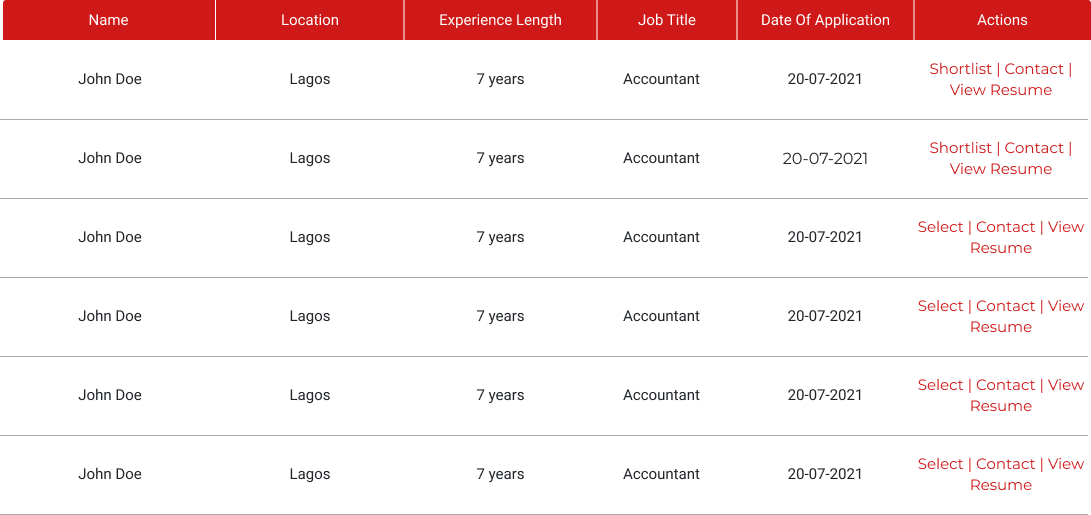 Name Location Experience Length Job Title Date Of Application Actions
John Doe Lagos 7 years Accountant 20-07-2021 Shortlist | Contact |
View Resume
John Doe Lagos 7 years Accountant 20-07-2021 Shortlist | Contact |
View Resume
John Doe Lagos 7 years Accountant 20-07-2021 Select | Contact | View
Resume
John Doe Lagos 7 years Accountant 20-07-2021 Select | Contact | View
Resume
John Doe Lagos 7 years Accountant 20-07-2021 Select | Contact | View
Resume
John Doe Lagos 7 years Accountant 20-07-2021 Select | Contact | View
Resume